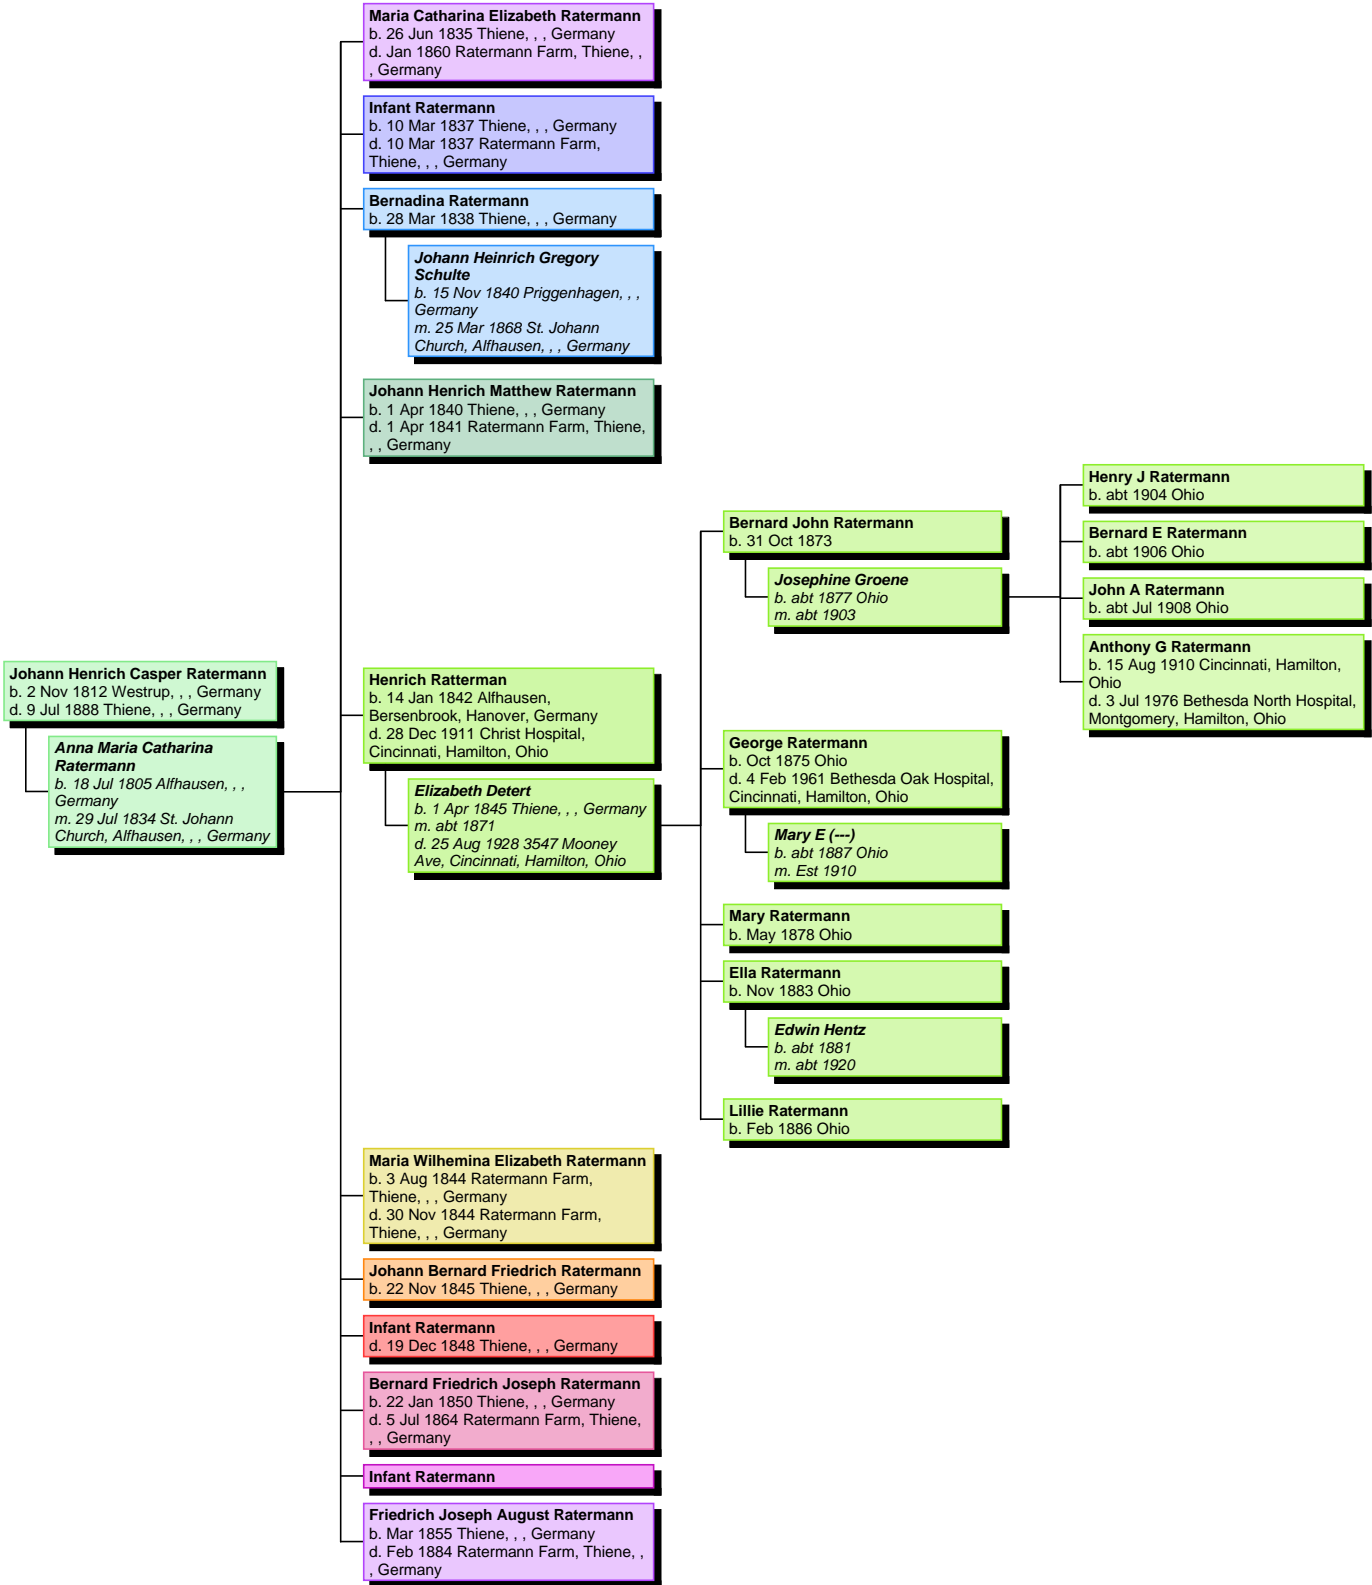 Johann Henrich Casper Ratermann
b. 2 Nov 1812 Westrup, , , Germany
d. 9 Jul 1888 Thiene, , , Germany
Anna Maria Catharina
Ratermann
b. 18 Jul 1805 Alfhausen, , ,
Germany
m. 29 Jul 1834 St. Johann
Church, Alfhausen, , , Germany
Maria Catharina Elizabeth Ratermann
b. 26 Jun 1835 Thiene, , , Germany
d. Jan 1860 Ratermann Farm, Thiene, ,
, Germany
Infant Ratermann
b. 10 Mar 1837 Thiene, , , Germany
d. 10 Mar 1837 Ratermann Farm,
Thiene, , , Germany
Bernadina Ratermann
b. 28 Mar 1838 Thiene, , , Germany
Johann Heinrich Gregory
Schulte
b. 15 Nov 1840 Priggenhagen, , ,
Germany
m. 25 Mar 1868 St. Johann
Church, Alfhausen, , , Germany
Johann Henrich Matthew Ratermann
b. 1 Apr 1840 Thiene, , , Germany
d. 1 Apr 1841 Ratermann Farm, Thiene,
, , Germany
Henrich Ratterman
b. 14 Jan 1842 Alfhausen,
Bersenbrook, Hanover, Germany
d. 28 Dec 1911 Christ Hospital,
Cincinnati, Hamilton, Ohio
Elizabeth Detert
b. 1 Apr 1845 Thiene, , , Germany
m. abt 1871
d. 25 Aug 1928 3547 Mooney
Ave, Cincinnati, Hamilton, Ohio
Bernard John Ratermann
b. 31 Oct 1873
Josephine Groene
b. abt 1877 Ohio
m. abt 1903
Henry J Ratermann
b. abt 1904 Ohio
Bernard E Ratermann
b. abt 1906 Ohio
John A Ratermann
b. abt Jul 1908 Ohio
Anthony G Ratermann
b. 15 Aug 1910 Cincinnati, Hamilton,
Ohio
d. 3 Jul 1976 Bethesda North Hospital,
Montgomery, Hamilton, Ohio
George Ratermann
b. Oct 1875 Ohio
d. 4 Feb 1961 Bethesda Oak Hospital,
Cincinnati, Hamilton, Ohio
Mary E (---)
b. abt 1887 Ohio
m. Est 1910
Mary Ratermann
b. May 1878 Ohio
Ella Ratermann
b. Nov 1883 Ohio
Edwin Hentz
b. abt 1881
m. abt 1920
Lillie Ratermann
b. Feb 1886 Ohio
Maria Wilhemina Elizabeth Ratermann
b. 3 Aug 1844 Ratermann Farm,
Thiene, , , Germany
d. 30 Nov 1844 Ratermann Farm,
Thiene, , , Germany
Johann Bernard Friedrich Ratermann
b. 22 Nov 1845 Thiene, , , Germany
Infant Ratermann
d. 19 Dec 1848 Thiene, , , Germany
Bernard Friedrich Joseph Ratermann
b. 22 Jan 1850 Thiene, , , Germany
d. 5 Jul 1864 Ratermann Farm, Thiene,
, , Germany
Infant Ratermann
Friedrich Joseph August Ratermann
b. Mar 1855 Thiene, , , Germany
d. Feb 1884 Ratermann Farm, Thiene, ,
, Germany